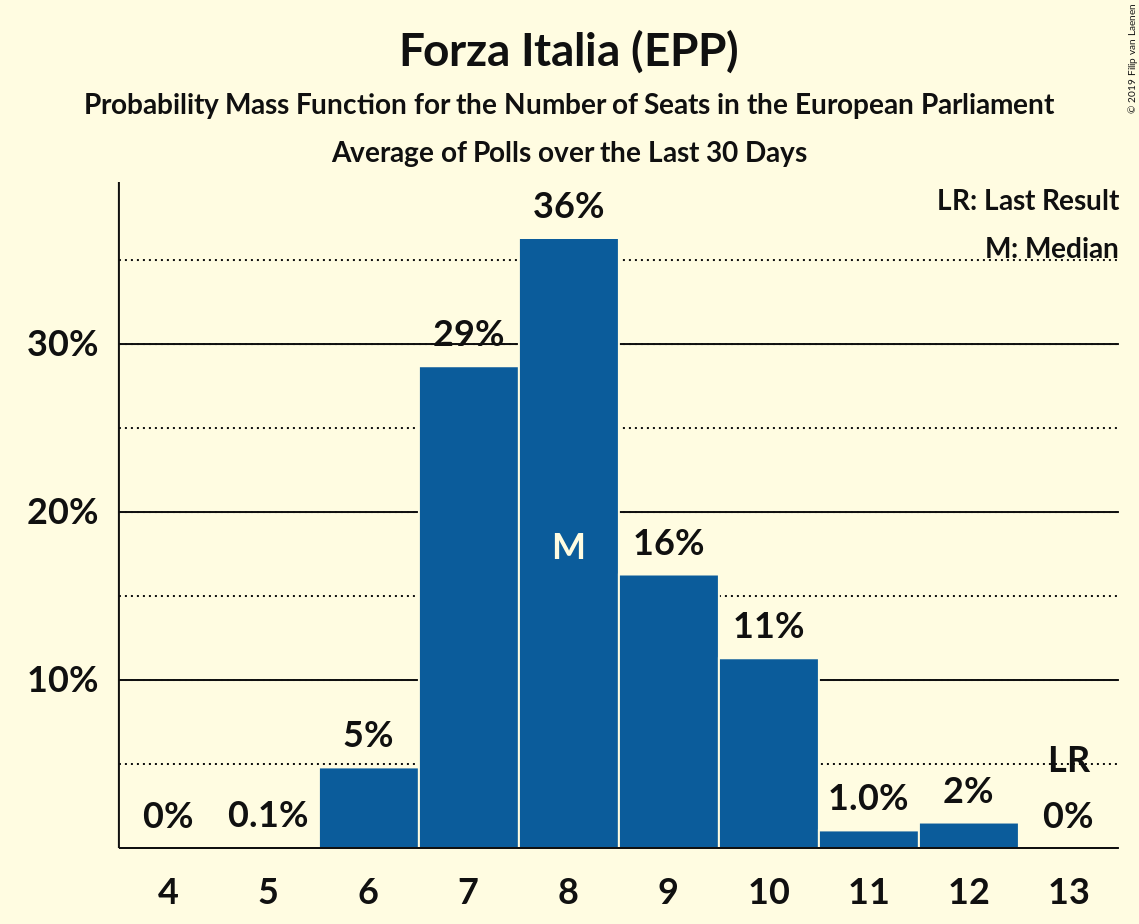 Forza Italia (EPP)
Probability Mass Function for the Number of Seats in the European Parliament
Average of Polls over the Last 30 Days
© 2019 Filip van Laenen
LR: Last Result
M: Median
30%
20%
10%
0%
0.1%
5%
29%
36%
M
16%
11%
1.0%
2%
LR
0%
4 5 6 7 8 9 10 11 12 13